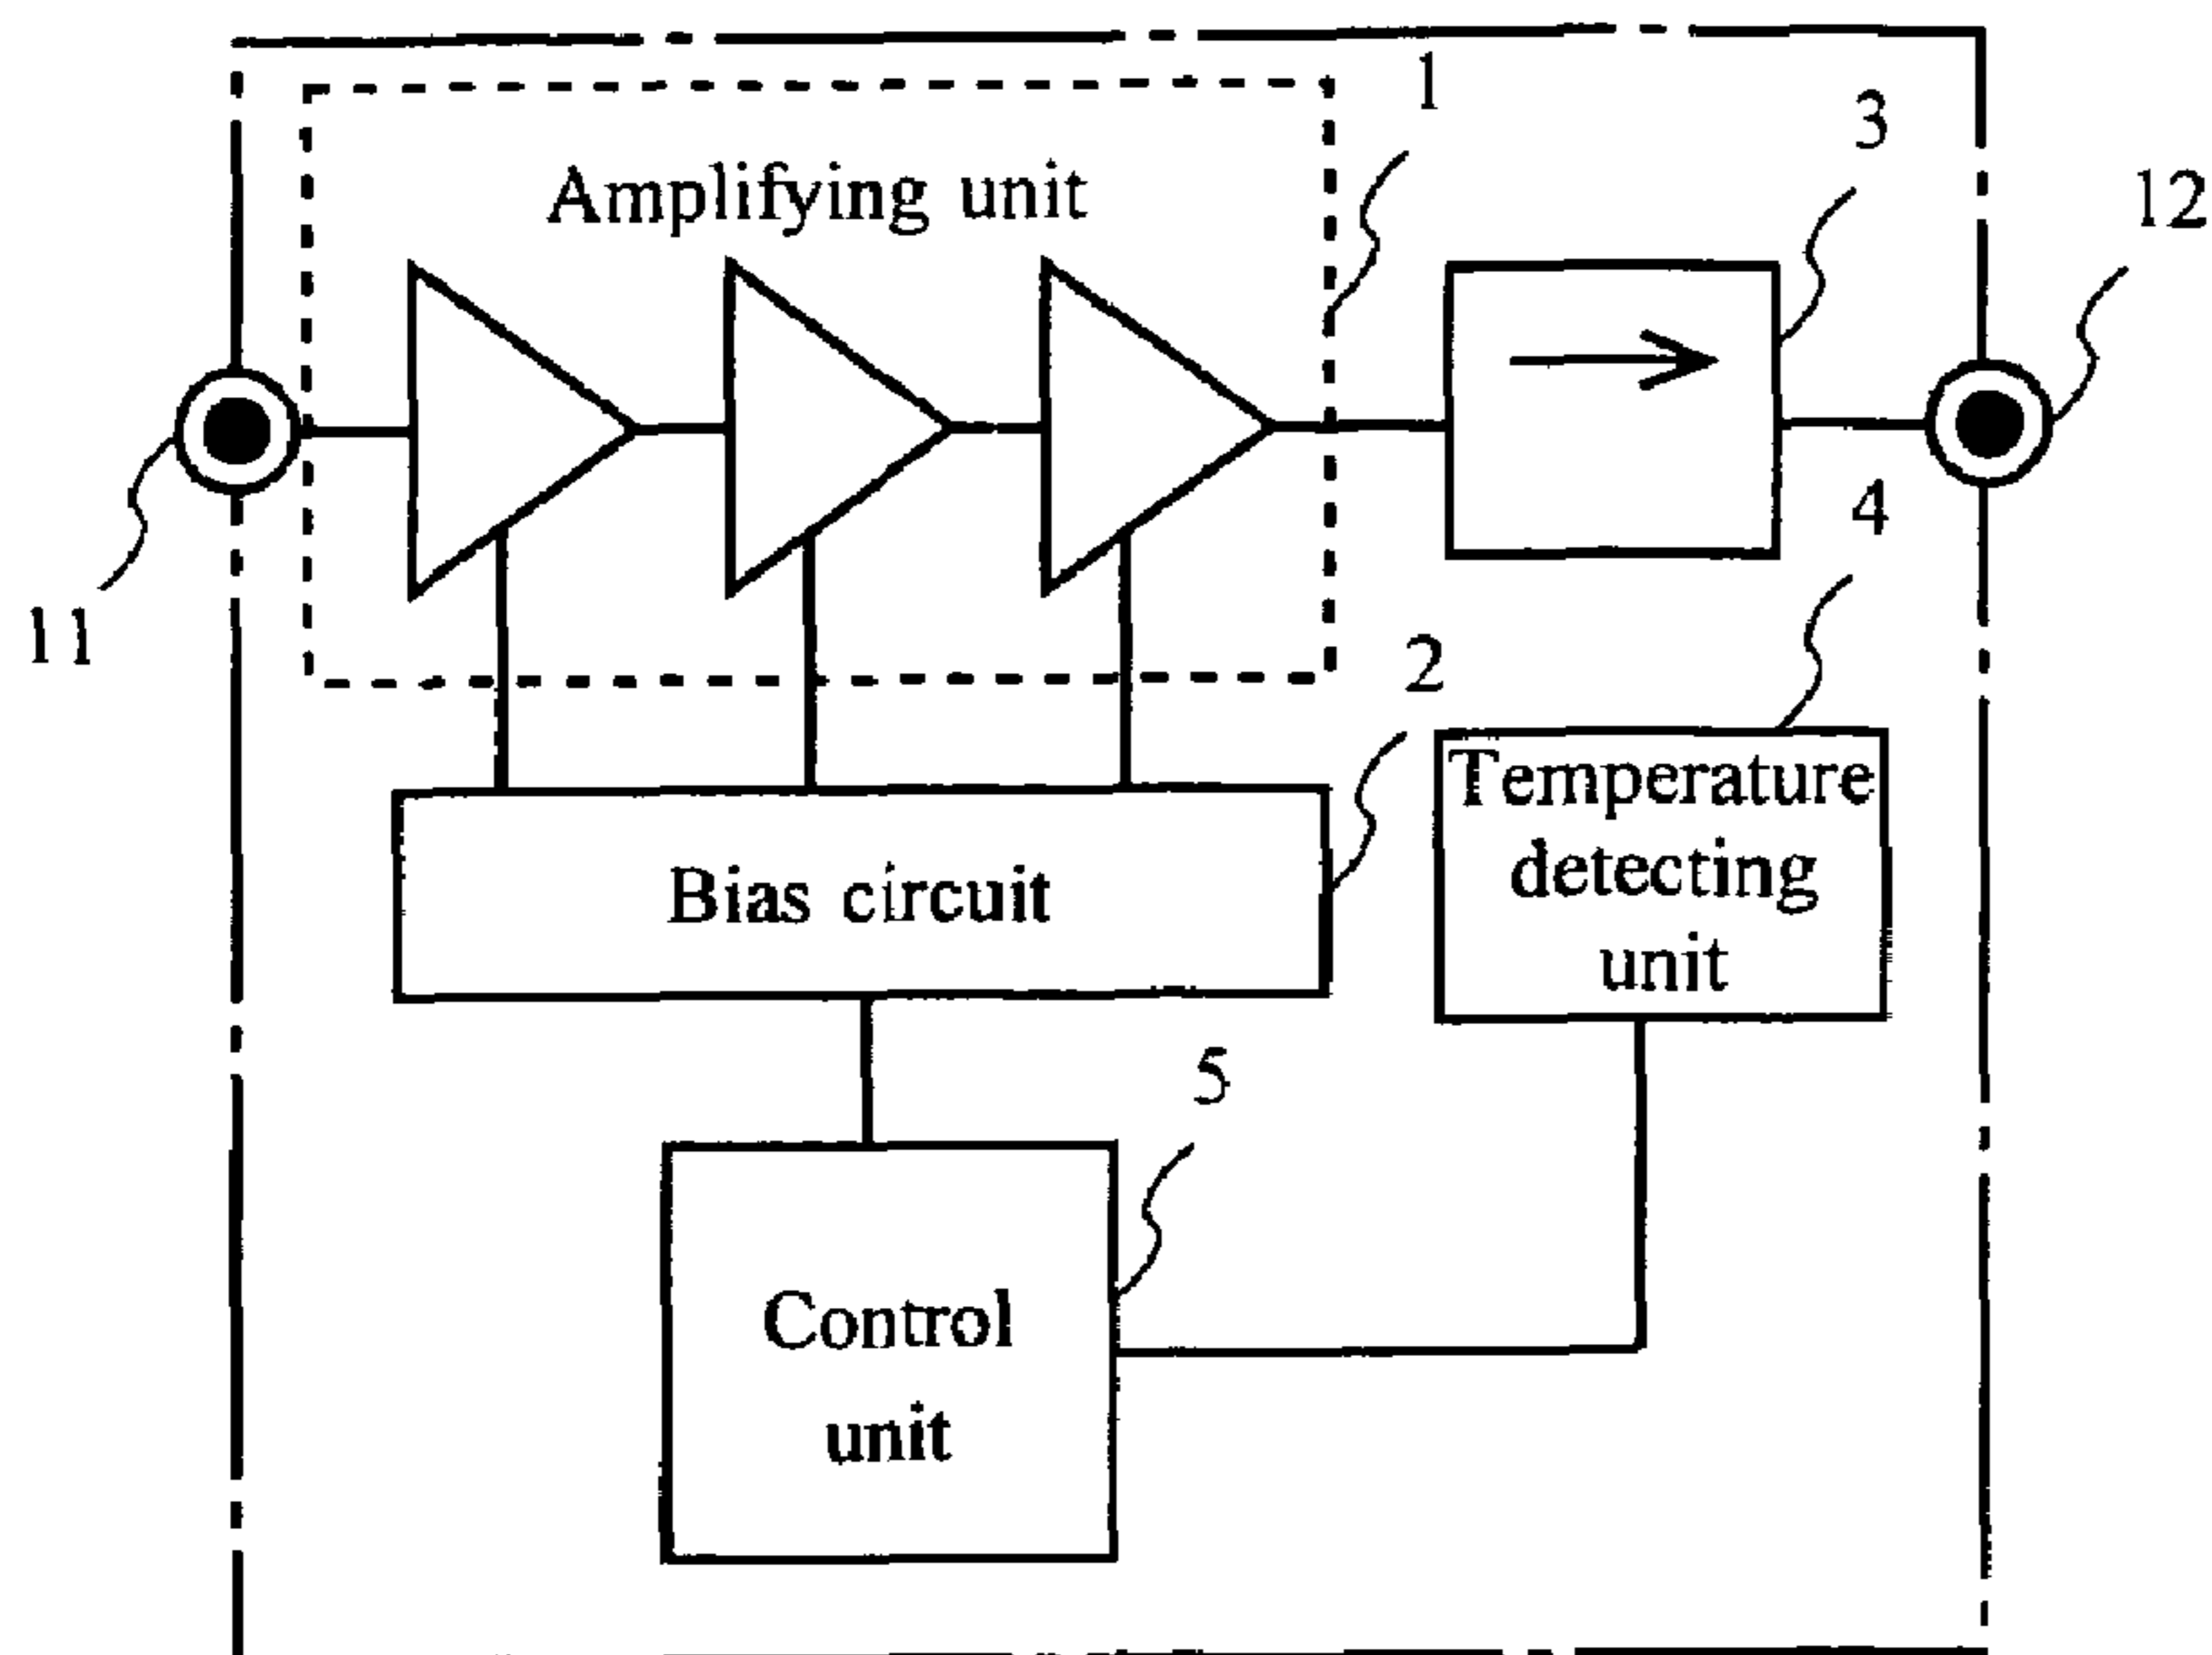 1
3
12
Amplifying unit
11
4
2
Temperature
detecting
unit
Bias circuit
5
Control
unit